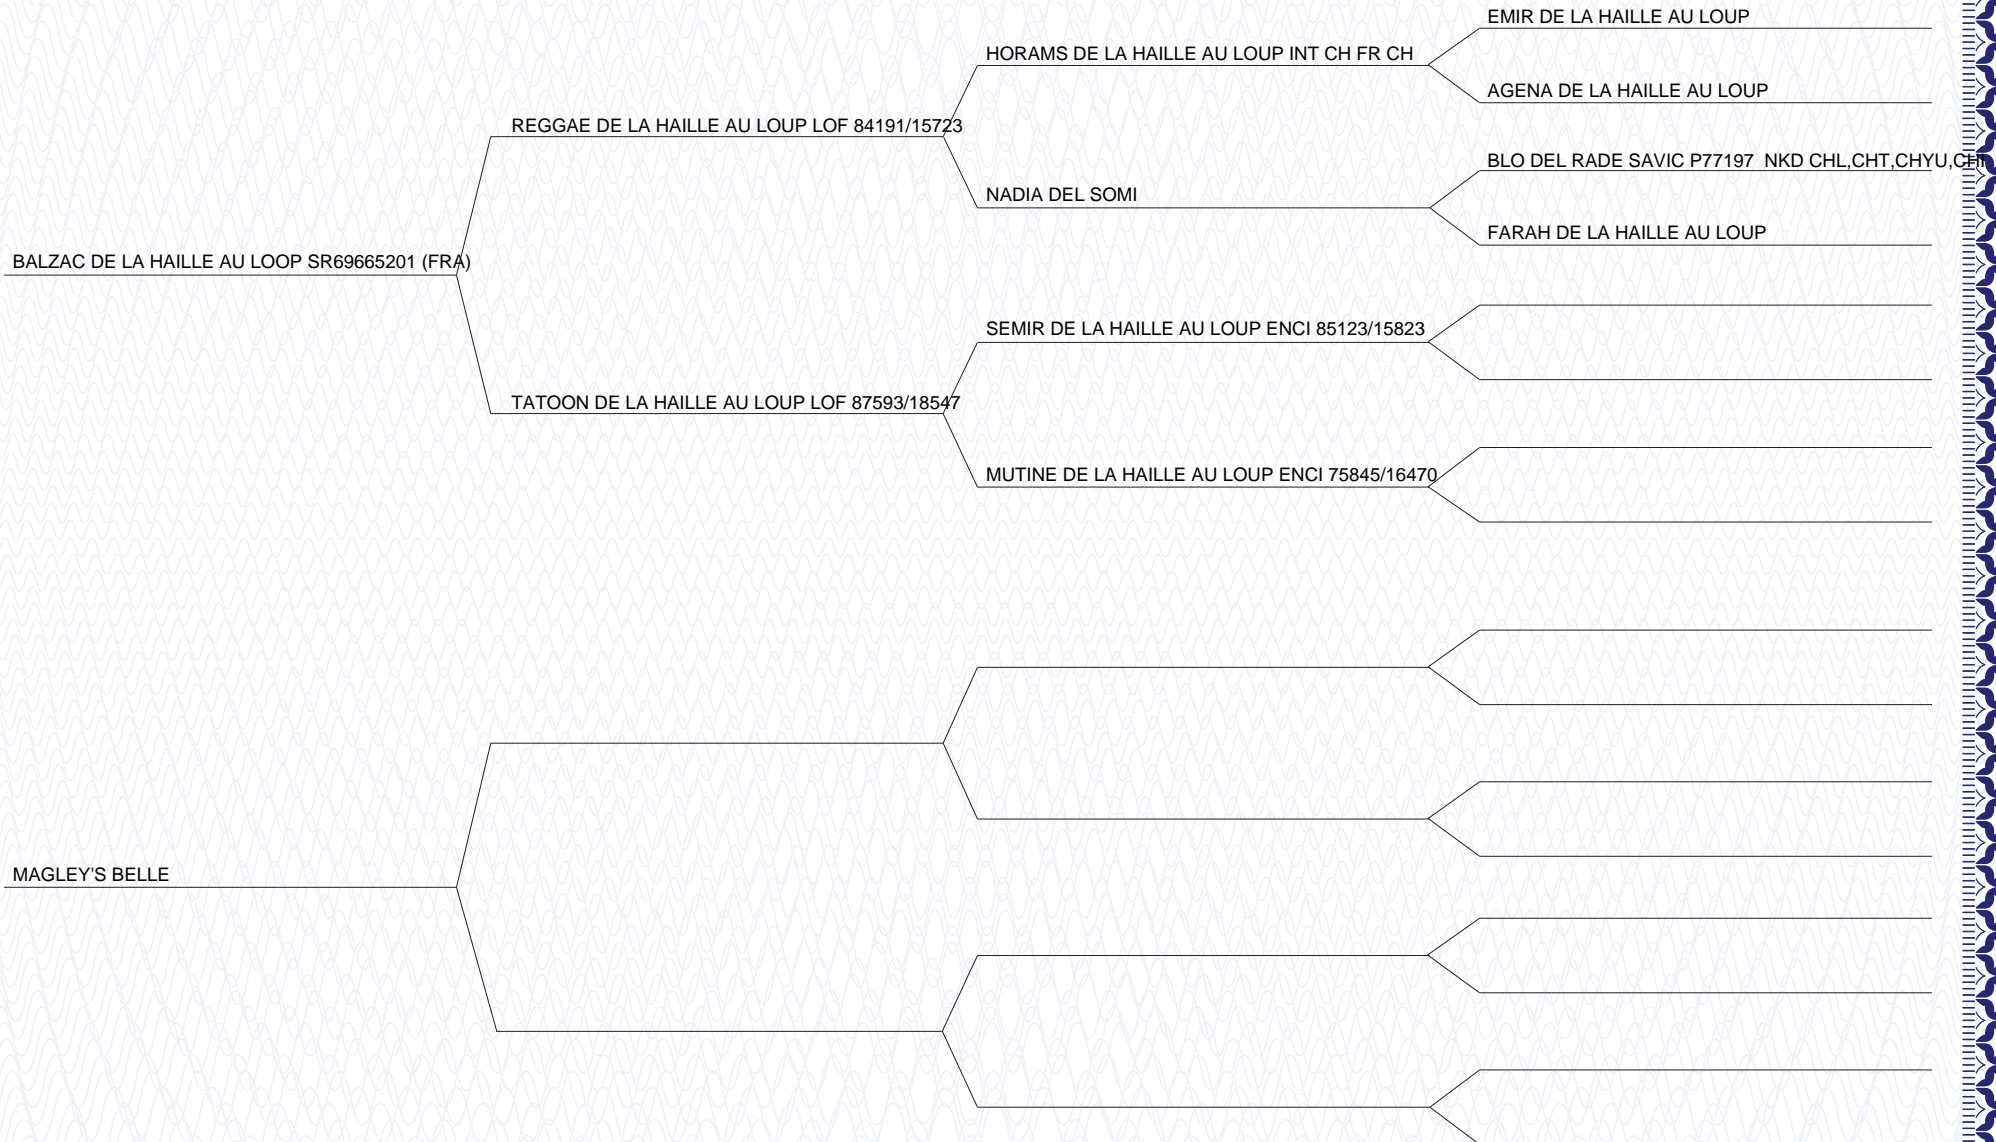 EMIR DE LA HAILLE AU LOUP
HORAMS DE LA HAILLE AU LOUP INT CH FR CH
AGENA DE LA HAILLE AU LOUP
REGGAE DE LA HAILLE AU LOUP LOF 84191/15723
BLO DEL RADE SAVIC P77197 NKD CHL,CHT,CHYU,CHI
NADIA DEL SOMI
FARAH DE LA HAILLE AU LOUP
BALZAC DE LA HAILLE AU LOOP SR69665201 (FRA)
SEMIR DE LA HAILLE AU LOUP ENCI 85123/15823
TATOON DE LA HAILLE AU LOUP LOF 87593/18547
MUTINE DE LA HAILLE AU LOUP ENCI 75845/16470
MAGLEY'S BELLE